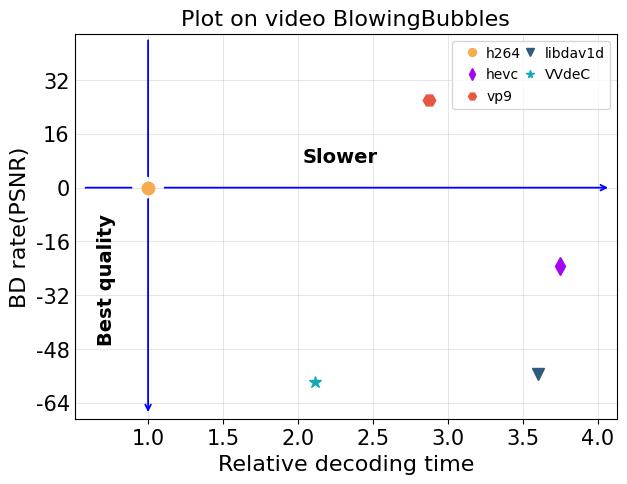 Plot on video BlowingBubbles
h264
hevc
vp9
libdav1d
VVdeC
Slower
Best quality
BD rate(PSNR)
32
16
0
-16
-32
-48
-64
1.0 1.5 2.0 2.5 3.0 3.5 4.0
Relative decoding time